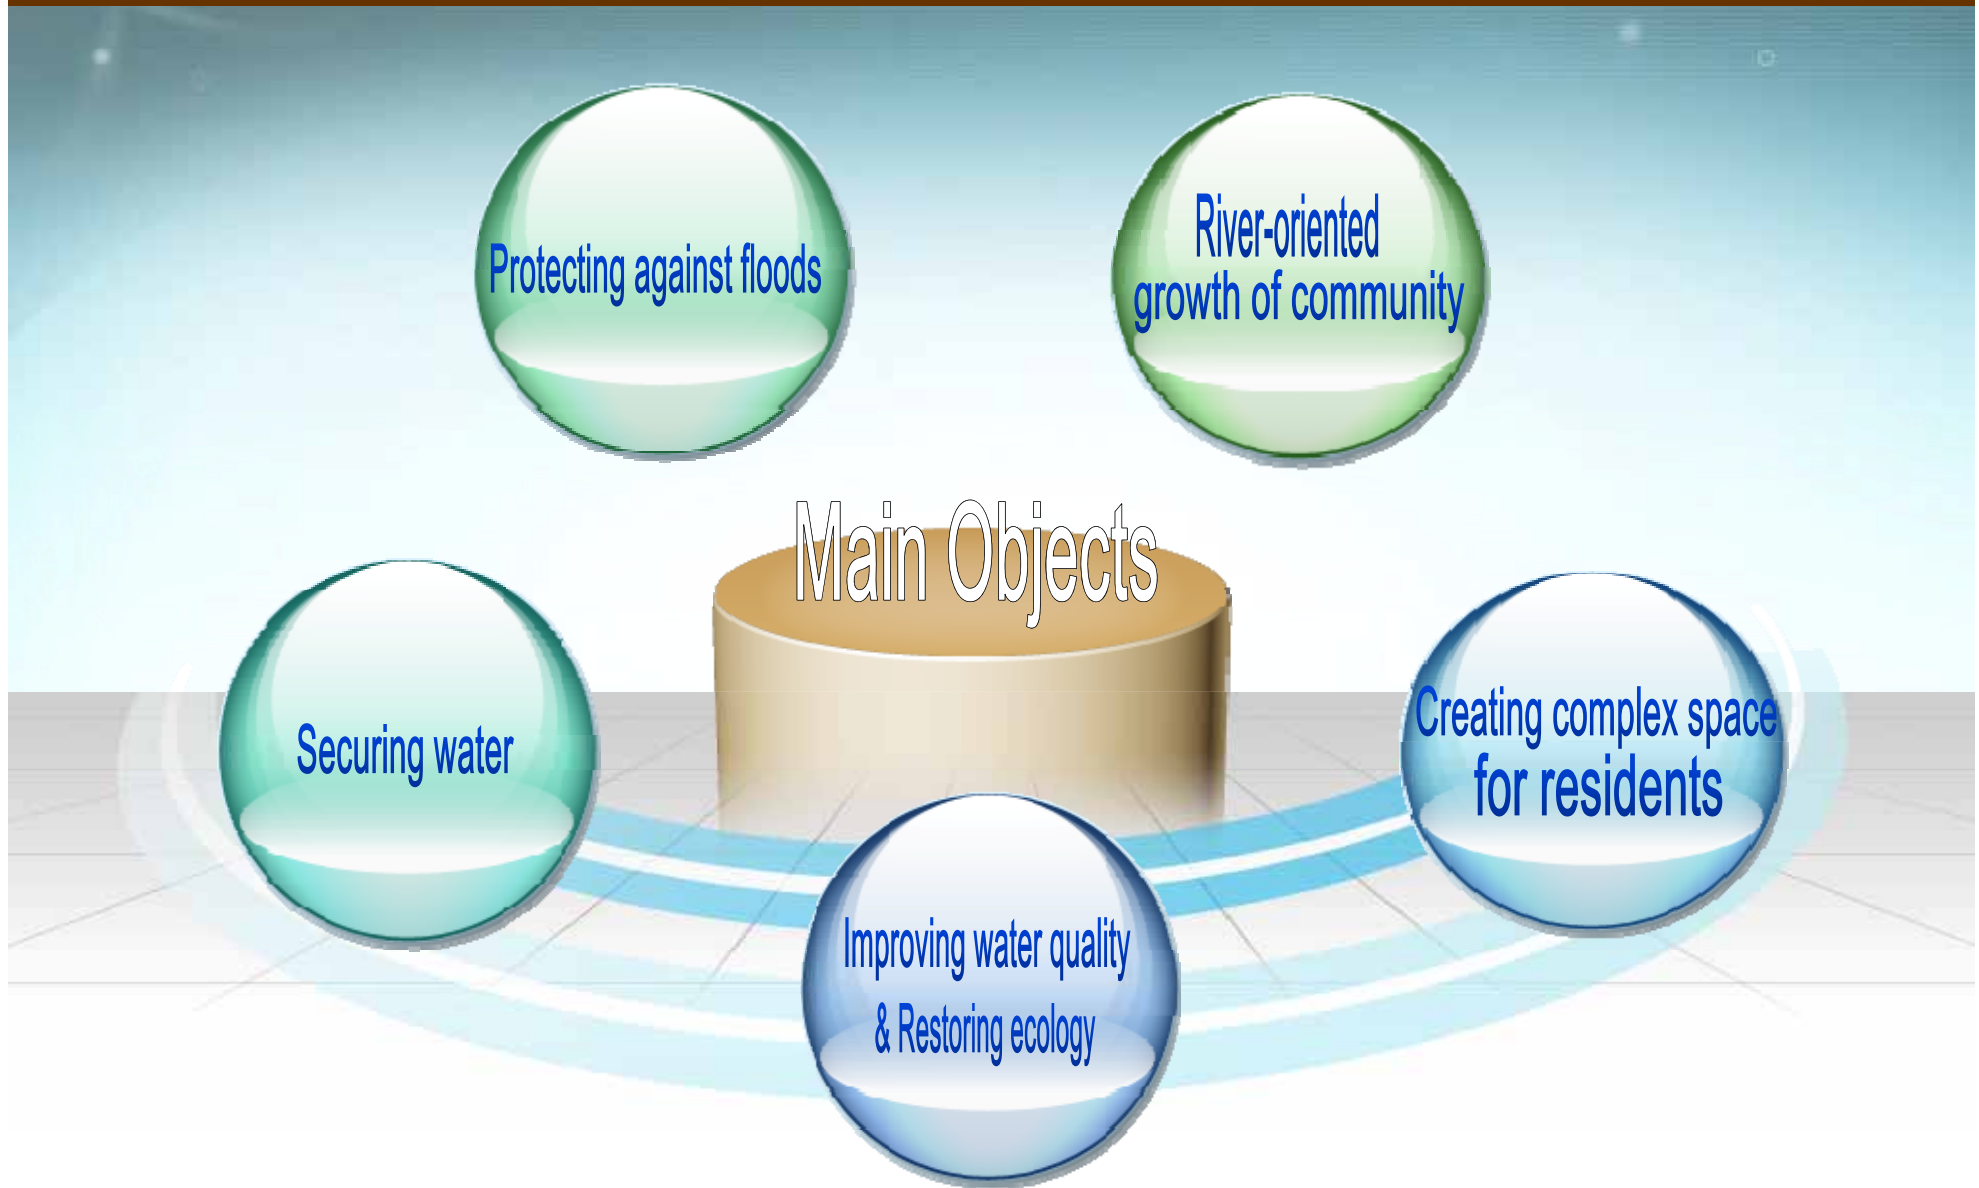 Protecting against floods
River-oriented
growth of community
Main Objects
Securing water
Creating complex space
for residents
Improving water quality
& Restoring ecology